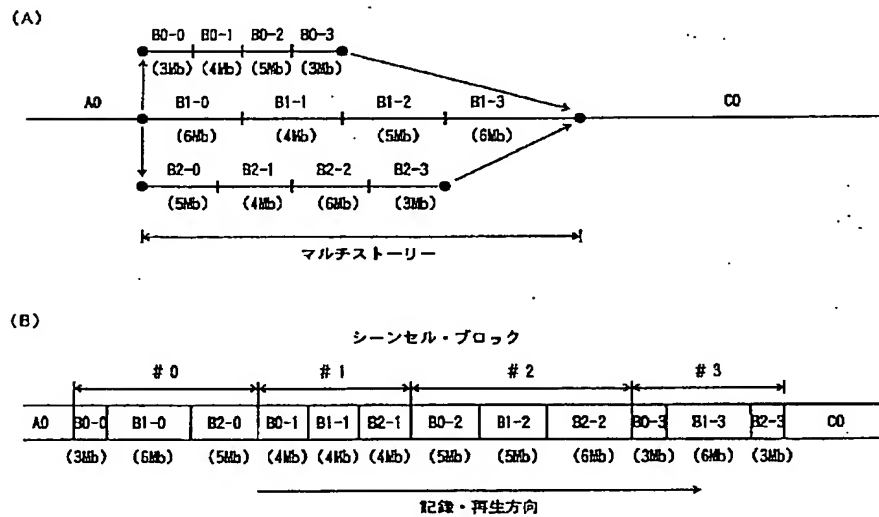 (A)
B0-0 B0-1 B0-2 B0-3
(3Mb) (4Mb) (5Mb) (3Mb)
A0 B1-0 B1-1 B1-2 B1-3 C0
(6Mb) (4Mb) (5Mb) (6Mb)
B2-0 B2-1 B2-2 B2-3
(5Mb) (4Mb) (6Mb) (3Mb)
マルチストーリー
(B)
シーンセル・ブロック
#0 #1 #2 #3
A0 B0-0 B1-0 B2-0 B0-1 B1-1 B2-1 B0-2 B1-2 B2-2 B0-3 B1-3 B2-3 C0
(3Mb) (6Mb) (5Mb) (4Mb) (4Mb) (4Mb) (5Mb) (5Mb) (6Mb) (3Mb) (6Mb) (3Mb)
記録・再生方向